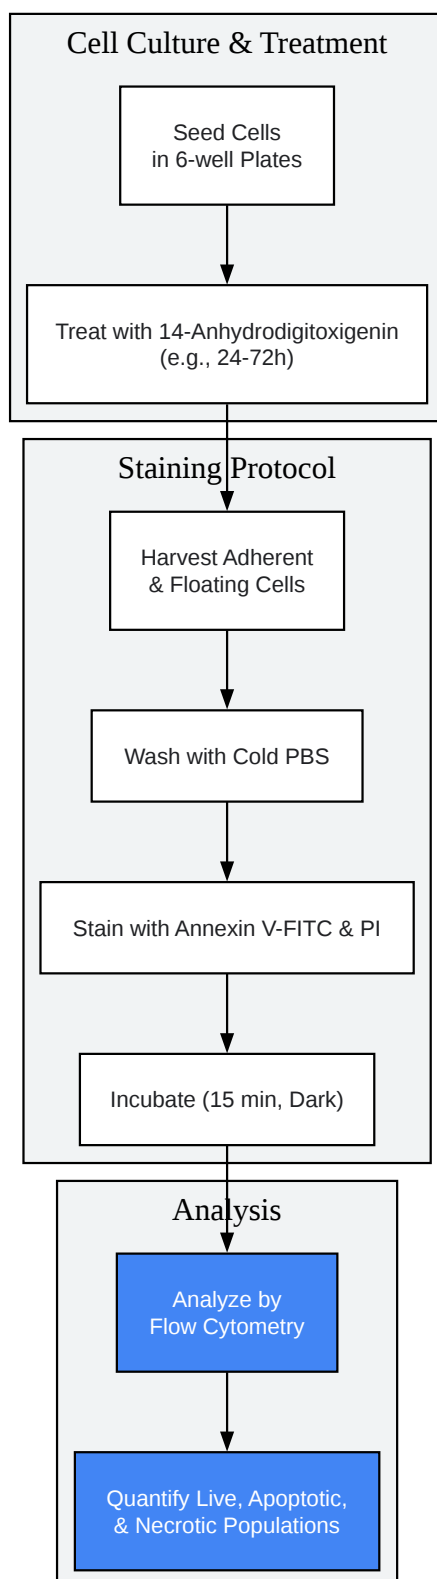 Cell Culture & Treatment
Seed Cells
in 6-well Plates
Treat with 14-Anhydrodigitoxigenin
(e.g., 24-72h)
Staining Protocol
Harvest Adherent
& Floating Cells
Wash with Cold PBS
Stain with Annexin V-FITC & PI
Incubate (15 min, Dark)
Analysis
Analyze by
Flow Cytometry
Quantify Live, Apoptotic,
& Necrotic Populations